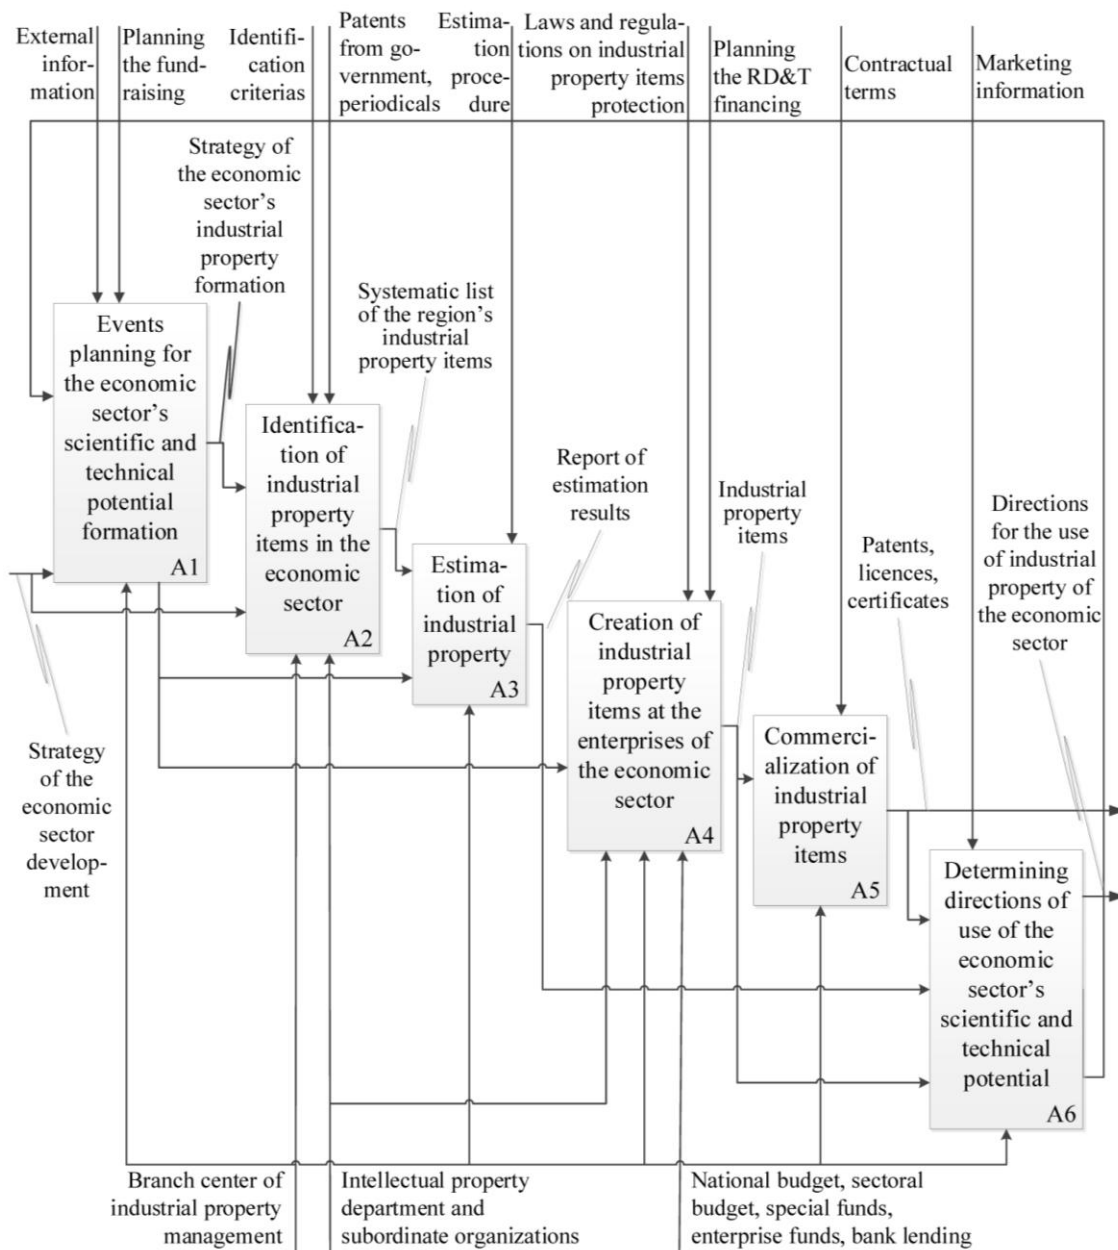 External
infor-
mation
Planning
the fund-
raising
Identifi-
cation
criterias
Patents
from go-
vernment,
periodicals
Estima-
tion
proce-
dure
Laws and regula-
tions on industrial
property items
protection
Planning
the RD&T
financing
Contractual
terms
Marketing
information
Strategy of
the economic
sector's
industrial
property
formation
Events
planning for
the economic
sector's
scientific and
technical
potential
formation
A1
Systematic list
of the region's
industrial
property items
Identifica-
tion of
industrial
property
items in the
economic
sector
A2
Report of
estimation
results
Estima-
tion of
industrial
property
A3
Industrial
property
items
Creation of
industrial
property
items at the
enterprises of
the economic
sector
A4
Patents,
licences,
certificates
Directions
for the use
of industrial
property of
the economic
sector
Strategy
of the
economic
sector
develop-
ment
Commerci-
alization of
industrial
property
items
A5
Determining
directions of
use of the
economic
sector's
scientific and
technical
potential
A6
Branch center of
industrial property
management
Intellectual property
department and
subordinate organizations
National budget, sectoral
budget, special funds,
enterprise funds, bank lending